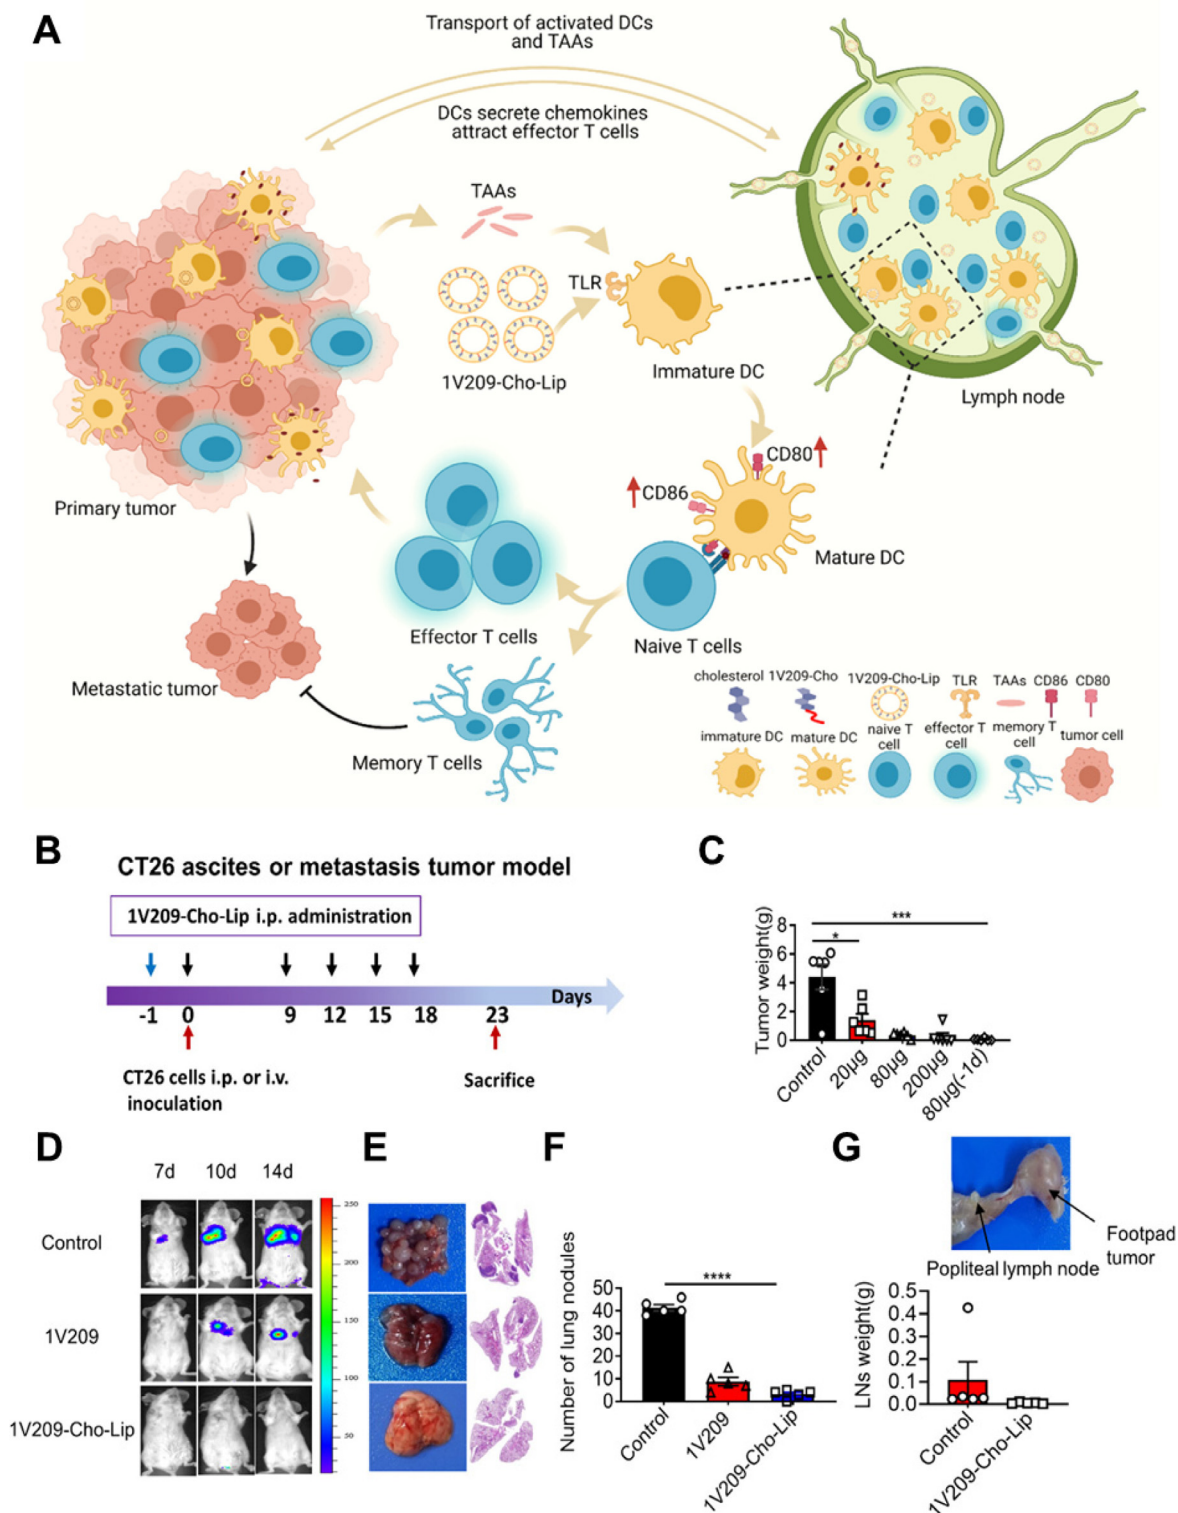 A
Transport of activated DCs
and TAAs
DCs secrete chemokines
attract effector T cells
TAAs
TLR
1V209-Cho-Lip
Immature DC
Lymph node
CD80
CD86
Primary tumor
Mature DC
Effector T cells
Naive T cells
Metastatic tumor
Memory T cells
cholesterol 1V209-Cho 1V209-Cho-Lip TLR TAAs CD86 CD80
immature DC mature DC naive T cell effector T cell memory T cell tumor cell
B
CT26 ascites or metastasis tumor model
1V209-Cho-Lip i.p. administration
Days
-1 0 9 12 15 18 23
CT26 cells i.p. or i.v.
inoculation
Sacrifice
C
Tumor weight(g)
8
6
4
2
0
***
*
Control
20μg
80μg
200μg
80μg(-1d)
D
7d 10d 14d
Control
1V209
1V209-Cho-Lip
250
200
150
100
50
E
F
Number of lung nodules
50
40
30
20
10
0
****
Control
1V209
1V209-Cho-Lip
G
Footpad
tumor
Popliteal lymph node
LNs weight(g)
0.5
0.4
0.3
0.2
0.1
0.0
Control
1V209-Cho-Lip